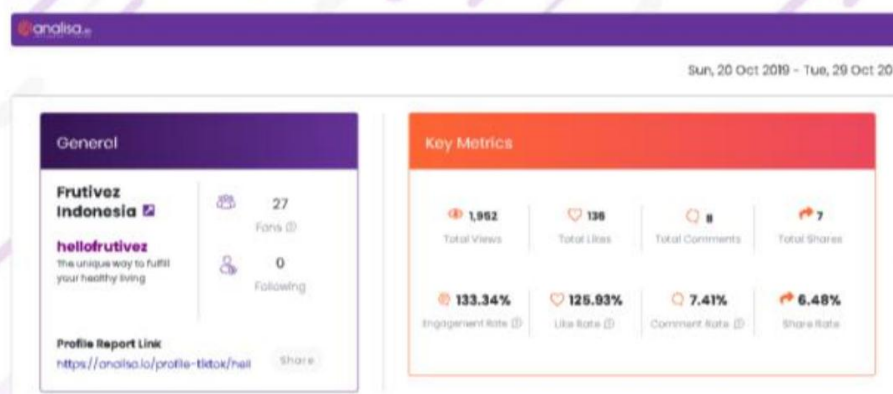 analisa.io
Sun, 20 Oct 2019 - Tue, 29 Oct 20
General
Frutivez
Indonesia
hellofrutivez
The unique way to fulfill
your healthy living
27
Fans
0
Following
Profile Report Link
https://analisa.io/profile-tiktok/hell
Share
Key Metrics
1,952
Total Views
136
Total Likes
8
Total Comments
7
Total Shares
133.34%
Engagement Rate
125.93%
Like Rate
7.41%
Comment Rate
6.48%
Share Rate